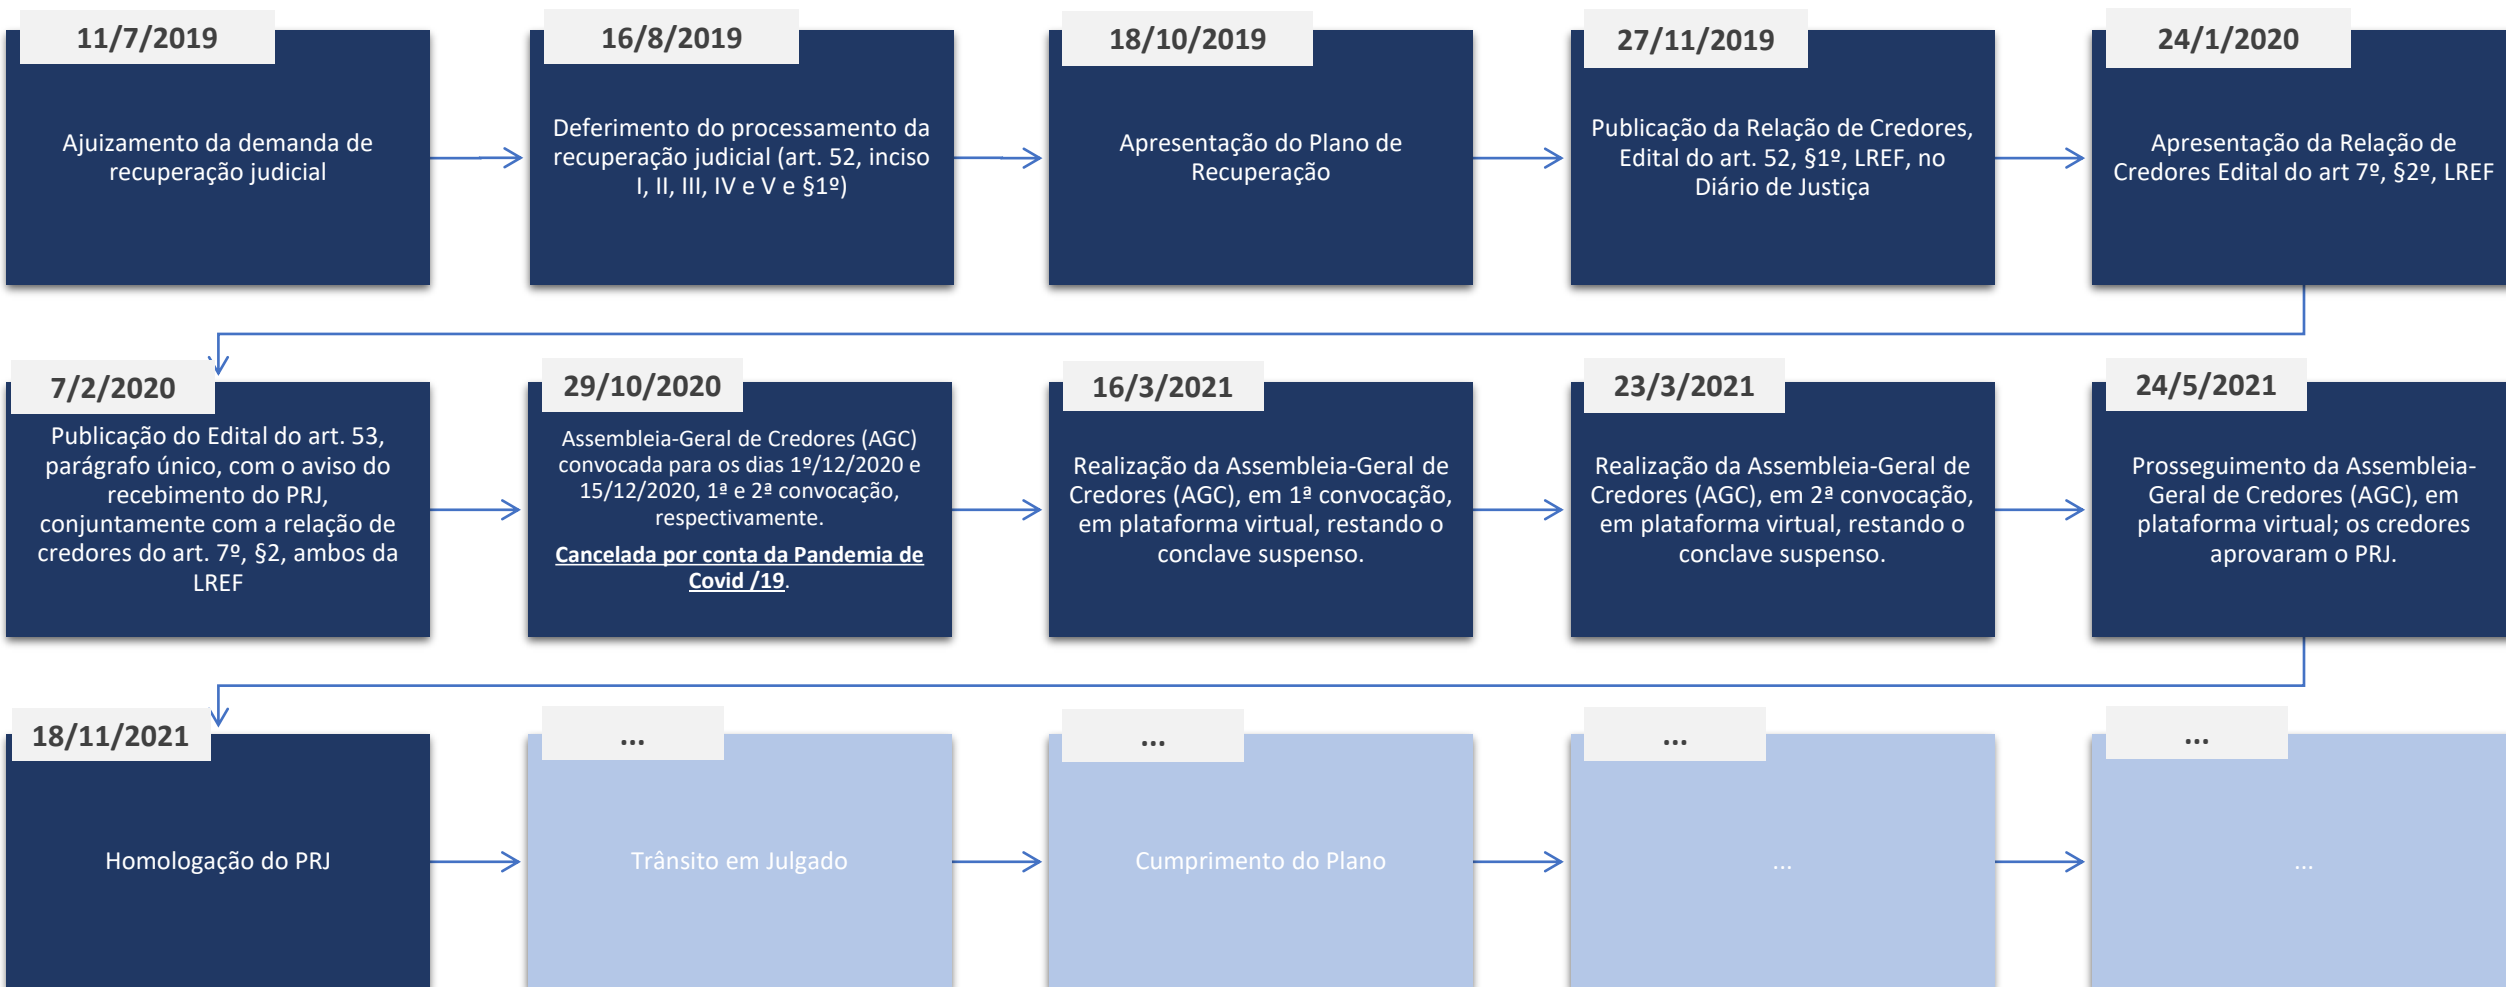 11/7/2019
Ajuizamento da demanda de
recuperação judicial
16/8/2019
Deferimento do processamento da
recuperação judicial (art. 52, inciso
I, II, III, IV e V e §1º)
18/10/2019
Apresentação do Plano de
Recuperação
27/11/2019
Publicação da Relação de Credores,
Edital do art. 52, §1º, LREF, no
Diário de Justiça
24/1/2020
Apresentação da Relação de
Credores Edital do art 7º, §2º, LREF
7/2/2020
Publicação do Edital do art. 53,
parágrafo único, com o aviso do
recebimento do PRJ,
conjuntamente com a relação de
credores do art. 7º, §2, ambos da
LREF
29/10/2020
Assembleia-Geral de Credores (AGC)
convocada para os dias 1º/12/2020 e
15/12/2020, 1ª e 2ª convocação,
respectivamente.
Cancelada por conta da Pandemia de
Covid /19.
16/3/2021
Realização da Assembleia-Geral de
Credores (AGC), em 1ª convocação,
em plataforma virtual, restando o
conclave suspenso.
23/3/2021
Realização da Assembleia-Geral de
Credores (AGC), em 2ª convocação,
em plataforma virtual, restando o
conclave suspenso.
24/5/2021
Prosseguimento da Assembleia-
Geral de Credores (AGC), em
plataforma virtual; os credores
aprovaram o PRJ.
18/11/2021
Homologação do PRJ
...
Trânsito em Julgado
...
Cumprimento do Plano
...
...
...
...